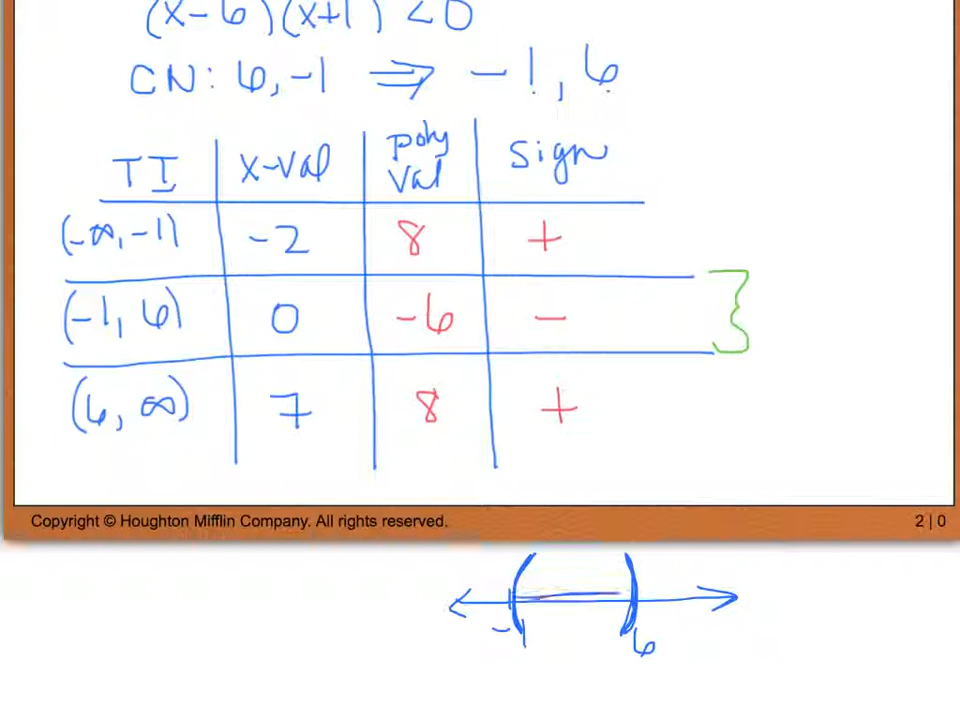 (x-6)(x+1) <0
CN: 6, -1 ⇒ -1, 6
TI x-val poly val sign
(-∞, -1) -2 8 +
(-1, 6) 0 -6 -
(6, ∞) 7 8 +
Copyright © Houghton Mifflin Company. All rights reserved. 2 | 0
-1 6